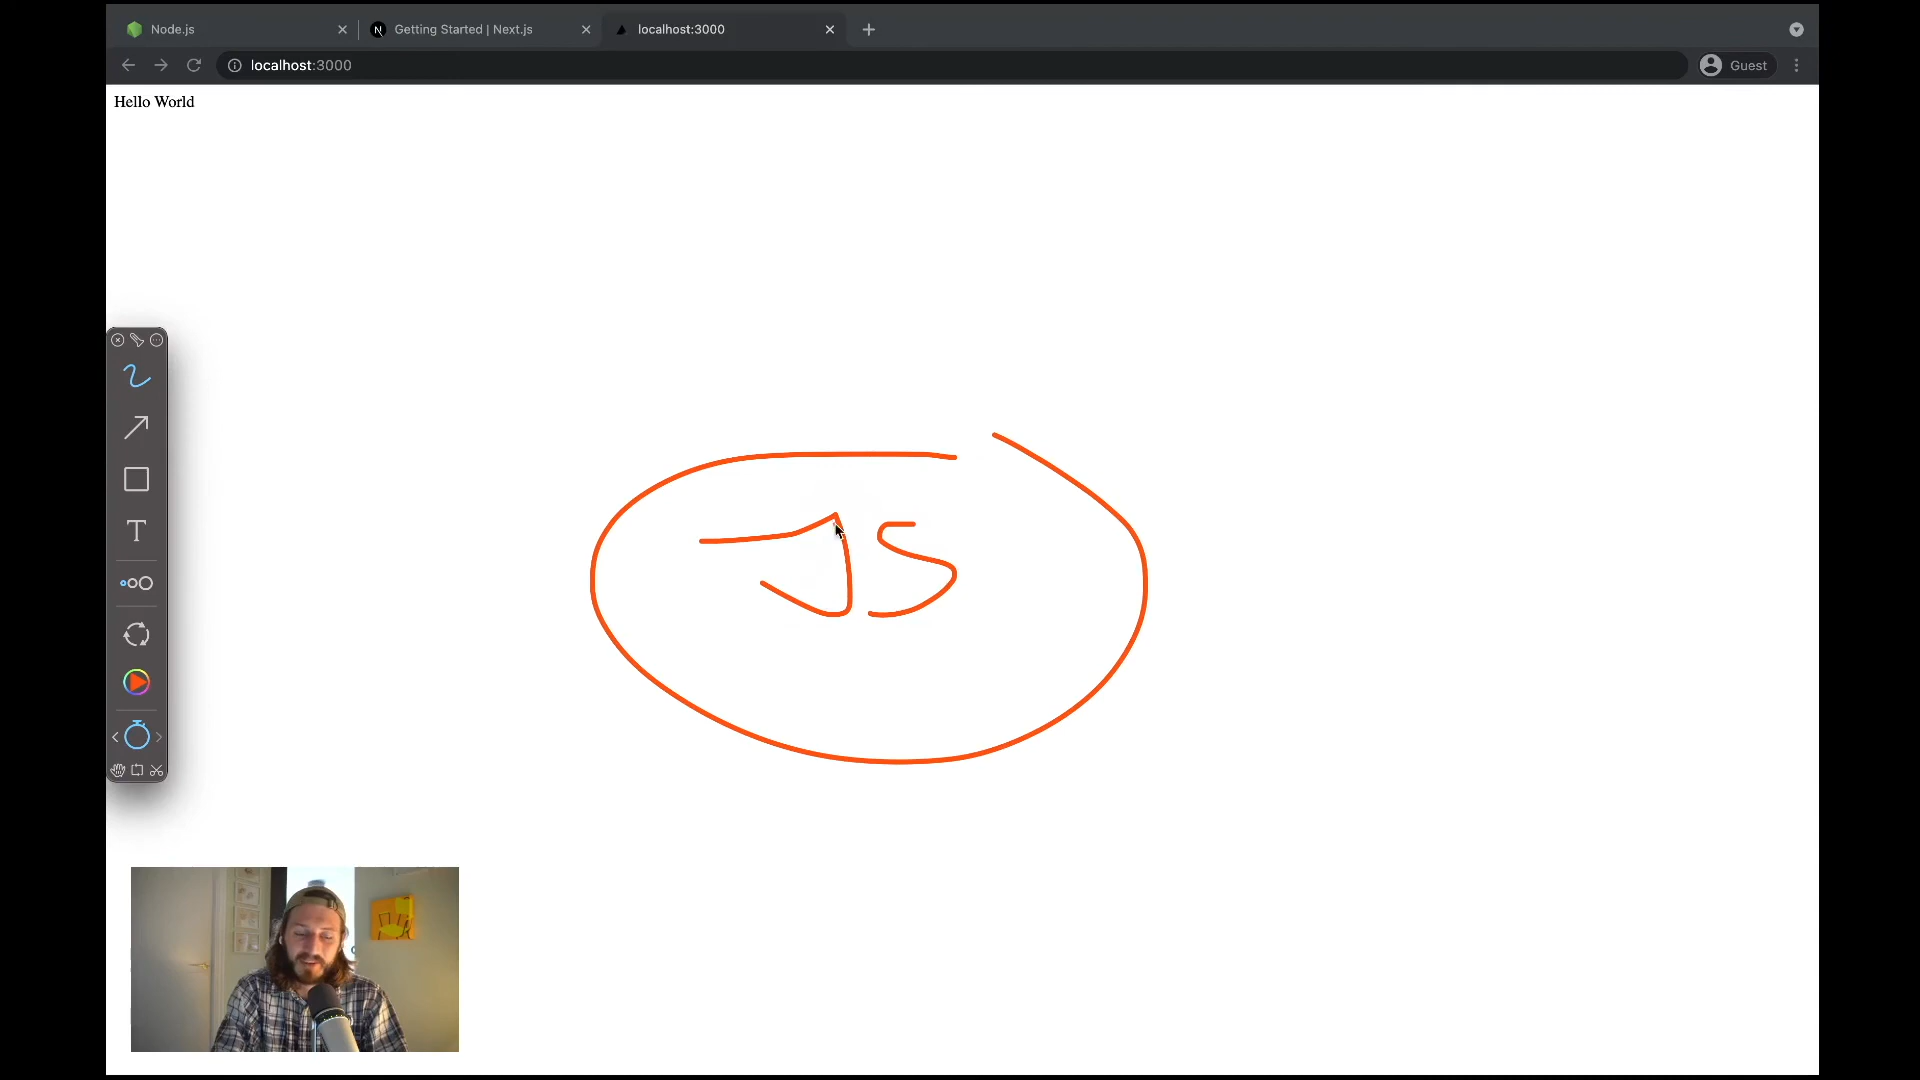 Node.js
Getting Started | Next.js
localhost:3000
localhost:3000
Guest
Hello World
JS